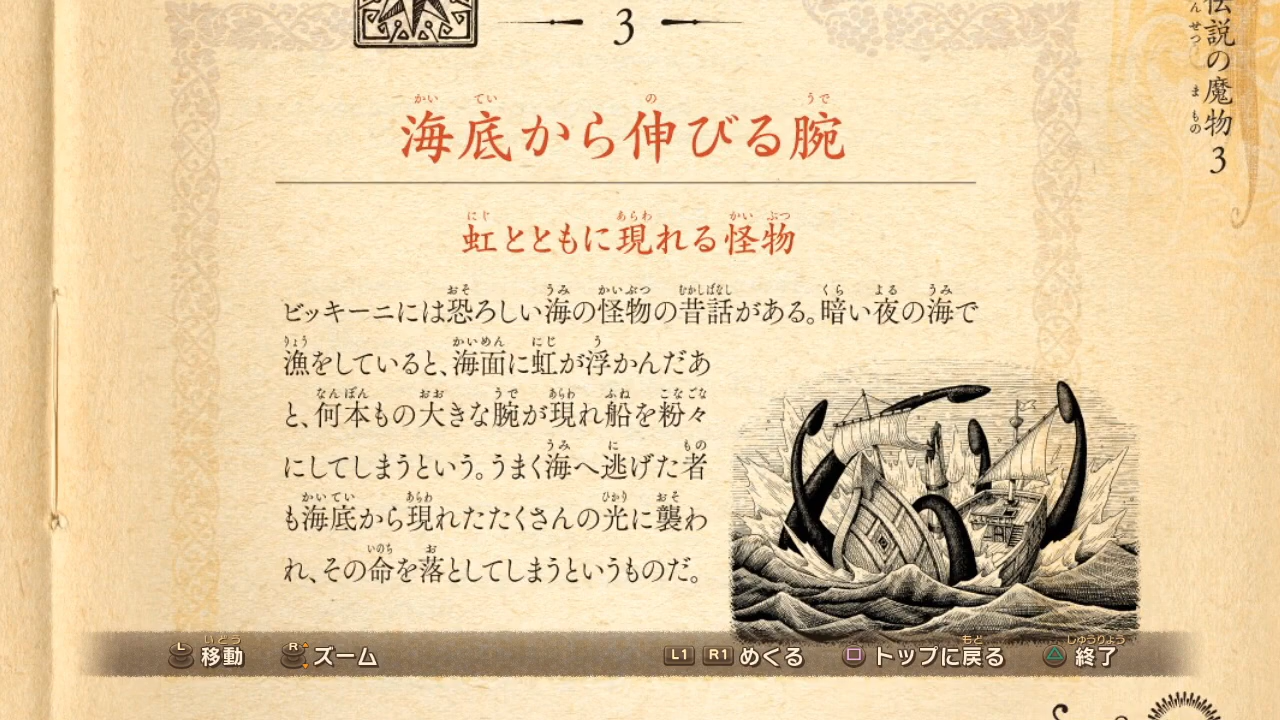 3
海底から伸びる腕
虹とともに現れる怪物
ビッキーニには恐ろしい海の怪物の昔話がある。暗い夜の海で
漁をしていると、海面に虹が浮かんだあ
と、何本もの大きな腕が現れ船を粉々
にしてしまうという。うまく海へ逃げた者
も海底から現れたたくさんの光に襲わ
れ、その命を落としてしまうというものだ。
伝説の魔物3
L 移動 R ズーム L1 R1 めくる トップに戻る 終了